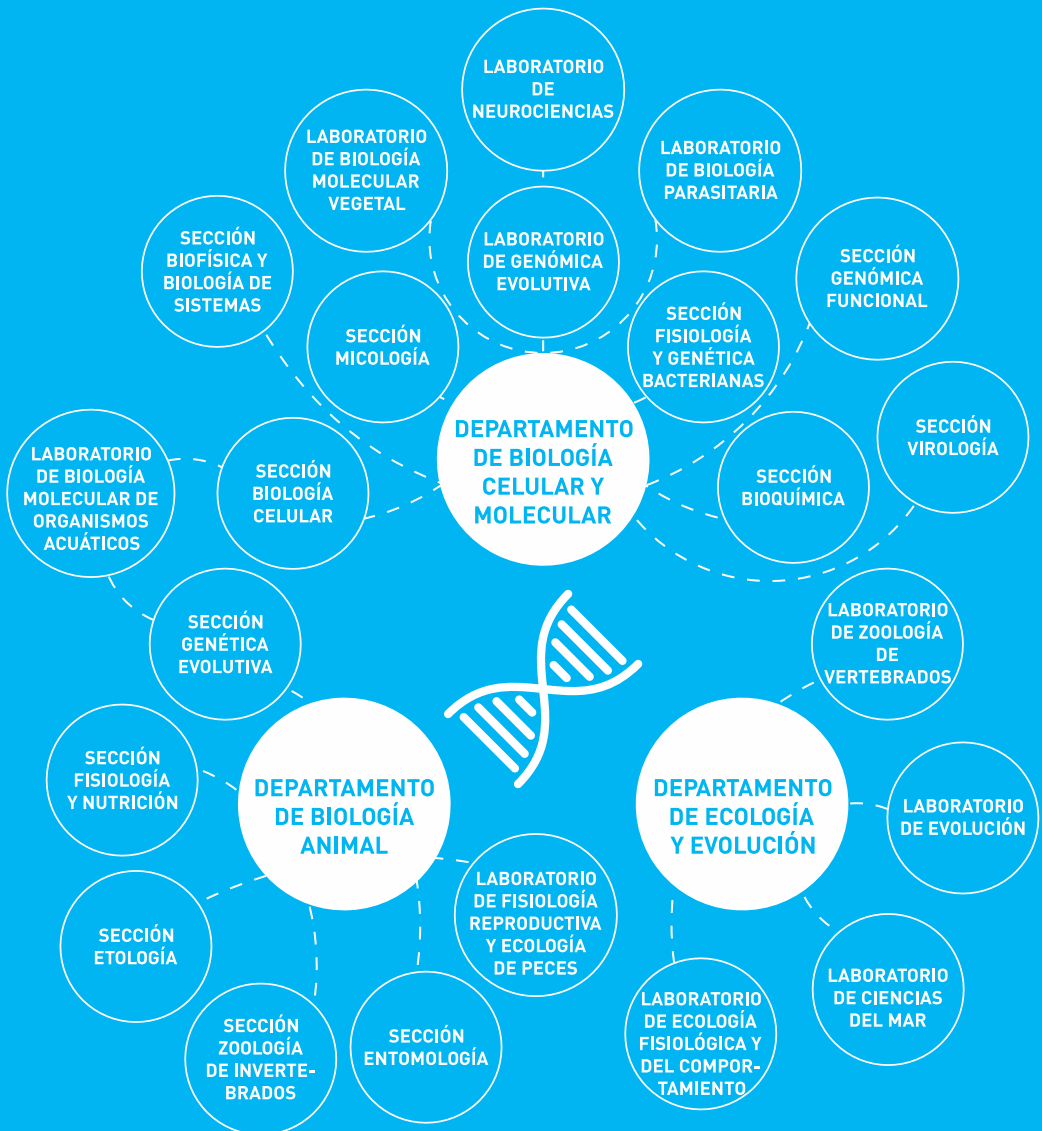 LABORATORIO
DE
NEUROCIENCIAS
LABORATORIO
DE BIOLOGÍA
MOLECULAR
VEGETAL
LABORATORIO
DE BIOLOGÍA
PARASITARIA
SECCIÓN
BIOFÍSICA Y
BIOLOGÍA DE
SISTEMAS
LABORATORIO
DE GENÓMICA
EVOLUTIVA
SECCIÓN
GENÓMICA
FUNCIONAL
SECCIÓN
MICOLOGÍA
SECCIÓN
FISIOLOGÍA
Y GENÉTICA
BACTERIANAS
DEPARTAMENTO
DE BIOLOGÍA
CELULAR Y
MOLECULAR
SECCIÓN
VIROLOGÍA
LABORATORIO
DE BIOLOGÍA
MOLECULAR DE
ORGANISMOS
ACUÁTICOS
SECCIÓN
BIOLOGÍA
CELULAR
SECCIÓN
BIOQUÍMICA
SECCIÓN
GENÉTICA
EVOLUTIVA
LABORATORIO
DE ZOOLOGÍA
DE
VERTEBRADOS
SECCIÓN
FISIOLOGÍA
Y NUTRICIÓN
DEPARTAMENTO
DE BIOLOGÍA
ANIMAL
DEPARTAMENTO
DE ECOLOGÍA
Y EVOLUCIÓN
LABORATORIO
DE EVOLUCIÓN
LABORATORIO
DE FISIOLOGÍA
REPRODUCTIVA
Y ECOLOGÍA
DE PECES
SECCIÓN
ETOLOGÍA
LABORATORIO
DE CIENCIAS
DEL MAR
SECCIÓN
ZOOLOGÍA
DE INVERTE-
BRADOS
SECCIÓN
ENTOMOLOGÍA
LABORATORIO
DE ECOLOGÍA
FISIOLÓGICA Y
DEL COMPOR-
TAMIENTO